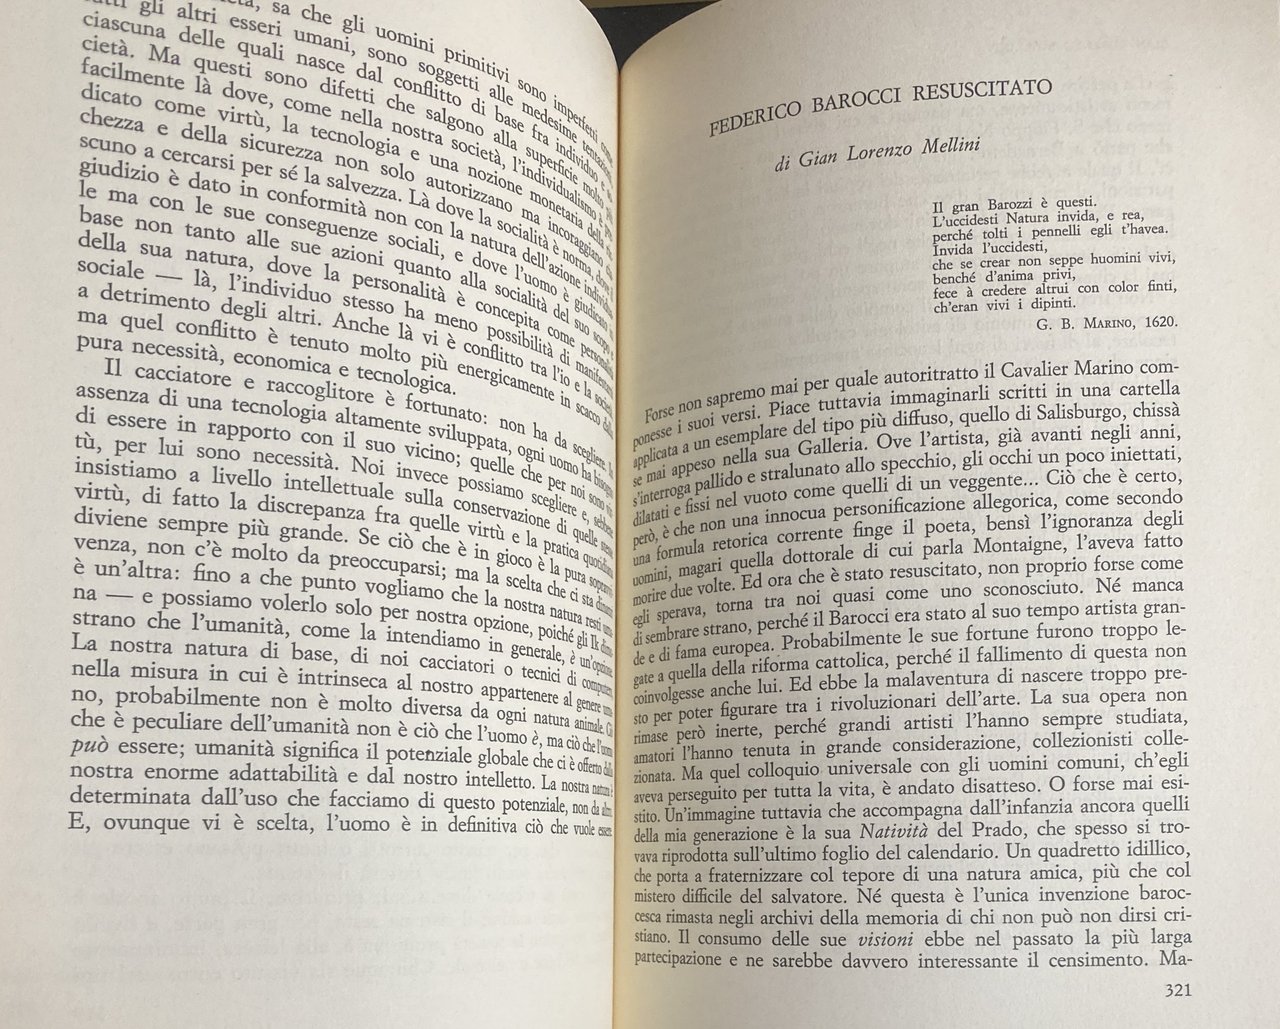 sa che gli uomini primitivi sono imperfetti come
tutti gli altri esseri umani, sono soggetti alle medesime tentazioni
ciascuna delle quali nasce dal conflitto di base fra individuo e
cietà. Ma questi sono difetti che salgono alla superficie molto più
facilmente là dove, come nella nostra società, l'individualismo è
dicato come virtù, la tecnologia e una nozione monetaria della
chezza e della sicurezza non solo autorizzano ma incoraggiano
scuno a cercarsi per sé la salvezza. Là dove la socialità è norma, dove il
giudizio è dato in conformità non con la natura dell'azione individua-
le ma con le sue conseguenze sociali, e dove l'uomo è giudicato in
base non tanto alle sue azioni quanto alla socialità del suo scopo e
della sua natura, dove la personalità è concepita come personalità
sociale — là, l'individuo stesso ha meno possibilità di manifestarsi
a detrimento degli altri. Anche là vi è conflitto tra l'io e la società,
ma quel conflitto è tenuto molto più energicamente in scacco dalla
pura necessità, economica e tecnologica.
Il cacciatore e raccoglitore è fortunato: non ha da scegliere. In
assenza di una tecnologia altamente sviluppata, ogni uomo ha bisogno
di essere in rapporto con il suo vicino; quelle che per noi sono vir-
tù, per lui sono necessità. Noi invece possiamo scegliere e, sebbene
insistiamo a livello intellettuale sulla conservazione di quelle stesse
virtù, di fatto la discrepanza fra quelle virtù e la pratica quotidiana
diviene sempre più grande. Se ciò che è in gioco è la pura sopravvi-
venza, non c'è molto da preoccuparsi; ma la scelta che ci sta dinanzi
è un'altra: fino a che punto vogliamo che la nostra natura resti uma-
na — e possiamo volerlo solo per nostra opzione, poiché gli Ik dimo-
strano che l'umanità, come la intendiamo in generale, è un'opzione.
La nostra natura di base, di noi cacciatori o tecnici di computers,
nella misura in cui è intrinseca al nostro appartenere al genere uma-
no, probabilmente non è molto diversa da ogni natura animale. Ciò
che è peculiare dell'umanità non è ciò che l'uomo è, ma ciò che l'uomo
può essere; umanità significa il potenziale globale che ci è offerto dalla
nostra enorme adattabilità e dal nostro intelletto. La nostra natura è
determinata dall'uso che facciamo di questo potenziale, non da altro.
E, ovunque vi è scelta, l'uomo è in definitiva ciò che vuole essere.
FEDERICO BAROCCI RESUSCITATO
di Gian Lorenzo Mellini
Il gran Barozzi è questi.
L'uccidesti Natura invida, e rea,
perché tolti i pennelli egli t'havea.
Invida l'uccidesti,
che se crear non seppe huomini vivi,
benché d'anima privi,
fece à credere altrui con color finti,
ch'eran vivi i dipinti.
G. B. MARINO, 1620.
Forse non sapremo mai per quale autoritratto il Cavalier Marino com-
ponesse i suoi versi. Piace tuttavia immaginarli scritti in una cartella
applicata a un esemplare del tipo più diffuso, quello di Salisburgo, chissà
se mai appeso nella sua Galleria. Ove l'artista, già avanti negli anni,
s'interroga pallido e stralunato allo specchio, gli occhi un poco iniettati,
dilatati e fissi nel vuoto come quelli di un veggente... Ciò che è certo,
però, è che non una innocua personificazione allegorica, come secondo
una formula retorica corrente finge il poeta, bensì l'ignoranza degli
uomini, magari quella dottorale di cui parla Montaigne, l'aveva fatto
morire due volte. Ed ora che è stato resuscitato, non proprio forse come
egli sperava, torna tra noi quasi come uno sconosciuto. Né manca
di sembrare strano, perché il Barocci era stato al suo tempo artista gran-
de e di fama europea. Probabilmente le sue fortune furono troppo le-
gate a quella della riforma cattolica, perché il fallimento di questa non
coinvolgesse anche lui. Ed ebbe la malaventura di nascere troppo pre-
sto per poter figurare tra i rivoluzionari dell'arte. La sua opera non
rimase però inerte, perché grandi artisti l'hanno sempre studiata,
amatori l'hanno tenuta in grande considerazione, collezionisti colle-
zionata. Ma quel colloquio universale con gli uomini comuni, ch'egli
aveva perseguito per tutta la vita, è andato disatteso. O forse mai esi-
stito. Un'immagine tuttavia che accompagna dall'infanzia ancora quelli
della mia generazione è la sua Natività del Prado, che spesso si tro-
vava riprodotta sull'ultimo foglio del calendario. Un quadretto idillico,
che porta a fraternizzare col tepore di una natura amica, più che col
mistero difficile del salvatore. Né questa è l'unica invenzione baroc-
cesca rimasta negli archivi della memoria di chi non può non dirsi cri-
stiano. Il consumo delle sue visioni ebbe nel passato la più larga
partecipazione e ne sarebbe davvero interessante il censimento. Ma-
321